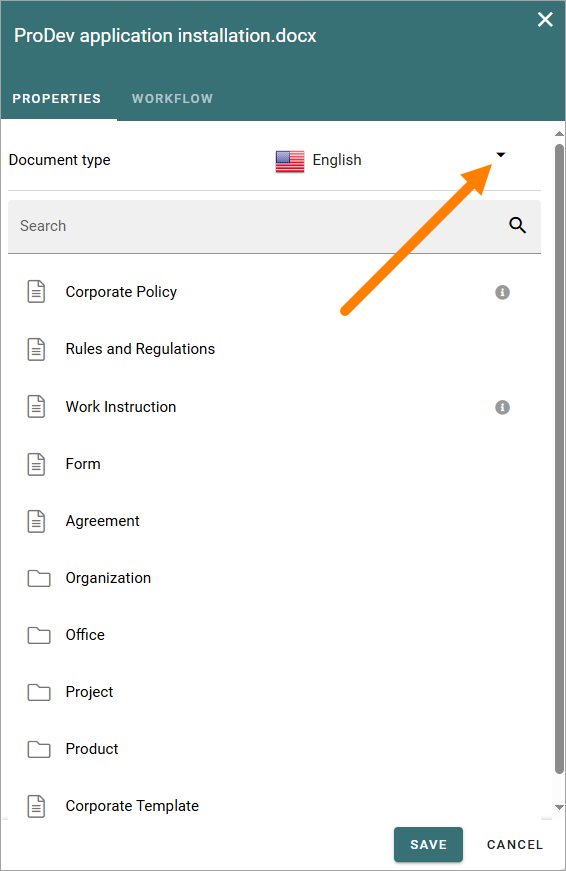 ProDev application installation.docx
PROPERTIES WORKFLOW
Document type English
Search
Corporate Policy
Rules and Regulations
Work Instruction
Form
Agreement
Organization
Office
Project
Product
Corporate Template
SAVE CANCEL